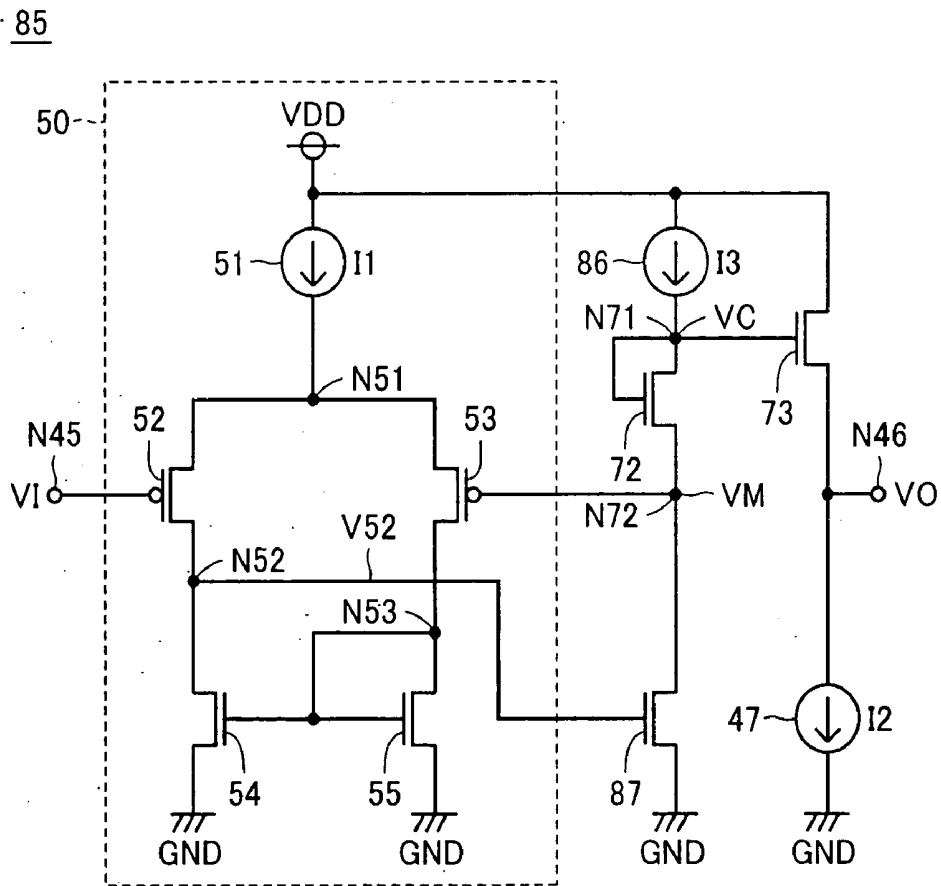 85
50
VDD
51 I1
86 I3
N71 VC
N51
52
53
73
N45
72
N46
VI
N72 VM
VO
V52
N52
N53
47 I2
54
55
87
GND
GND
GND
GND